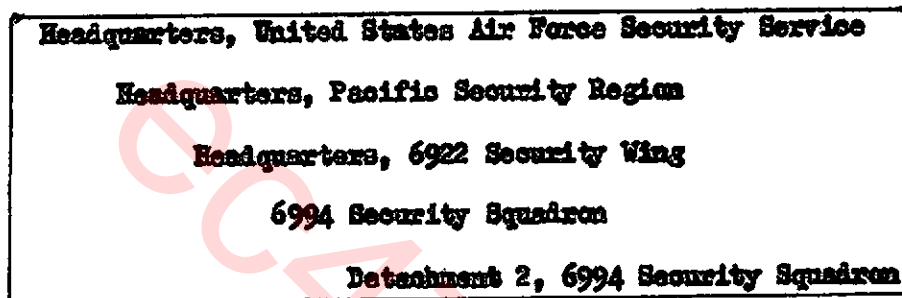 Headquarters, United States Air Force Security Service
Headquarters, Pacific Security Region
Headquarters, 6922 Security Wing
6994 Security Squadron
Detachment 2, 6994 Security Squadron